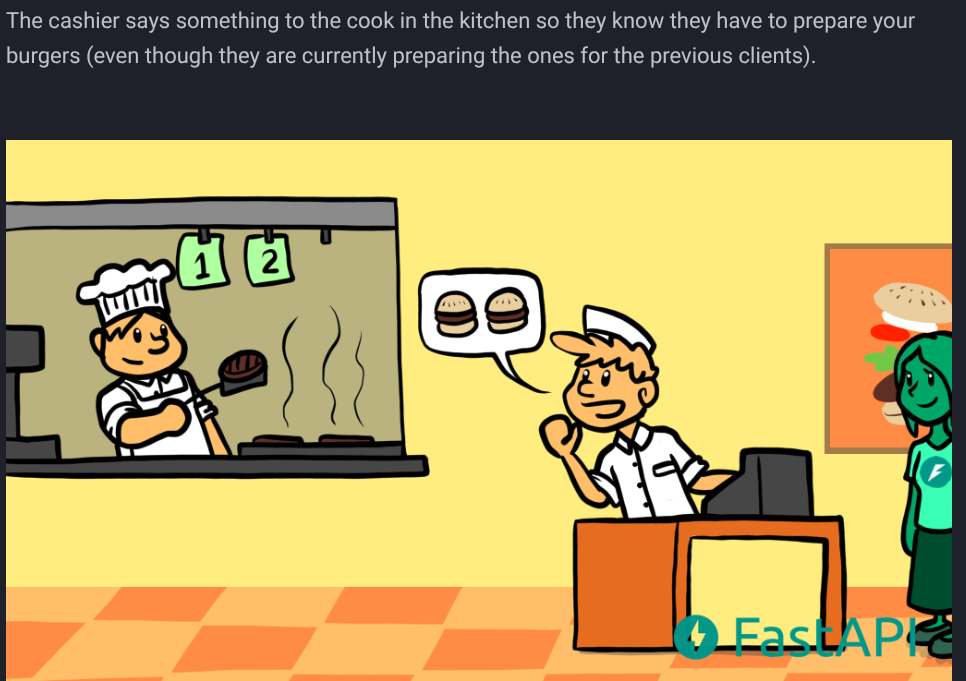 The cashier says something to the cook in the kitchen so they know they have to prepare your
burgers (even though they are currently preparing the ones for the previous clients).
1 2
FastAPI